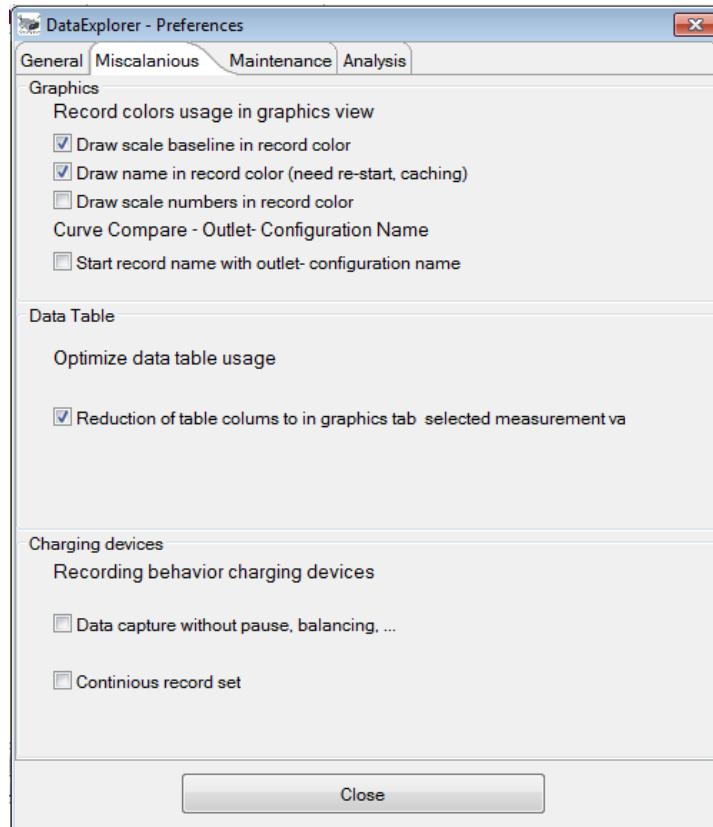 DataExplorer - Preferences
General Miscalanious Maintenance Analysis
Graphics
Record colors usage in graphics view
Draw scale baseline in record color
Draw name in record color (need re-start, caching)
Draw scale numbers in record color
Curve Compare - Outlet- Configuration Name
Start record name with outlet- configuration name
Data Table
Optimize data table usage
Reduction of table colums to in graphics tab  selected measurement va
Charging devices
Recording behavior charging devices
Data capture without pause, balancing, ...
Continious record set
Close